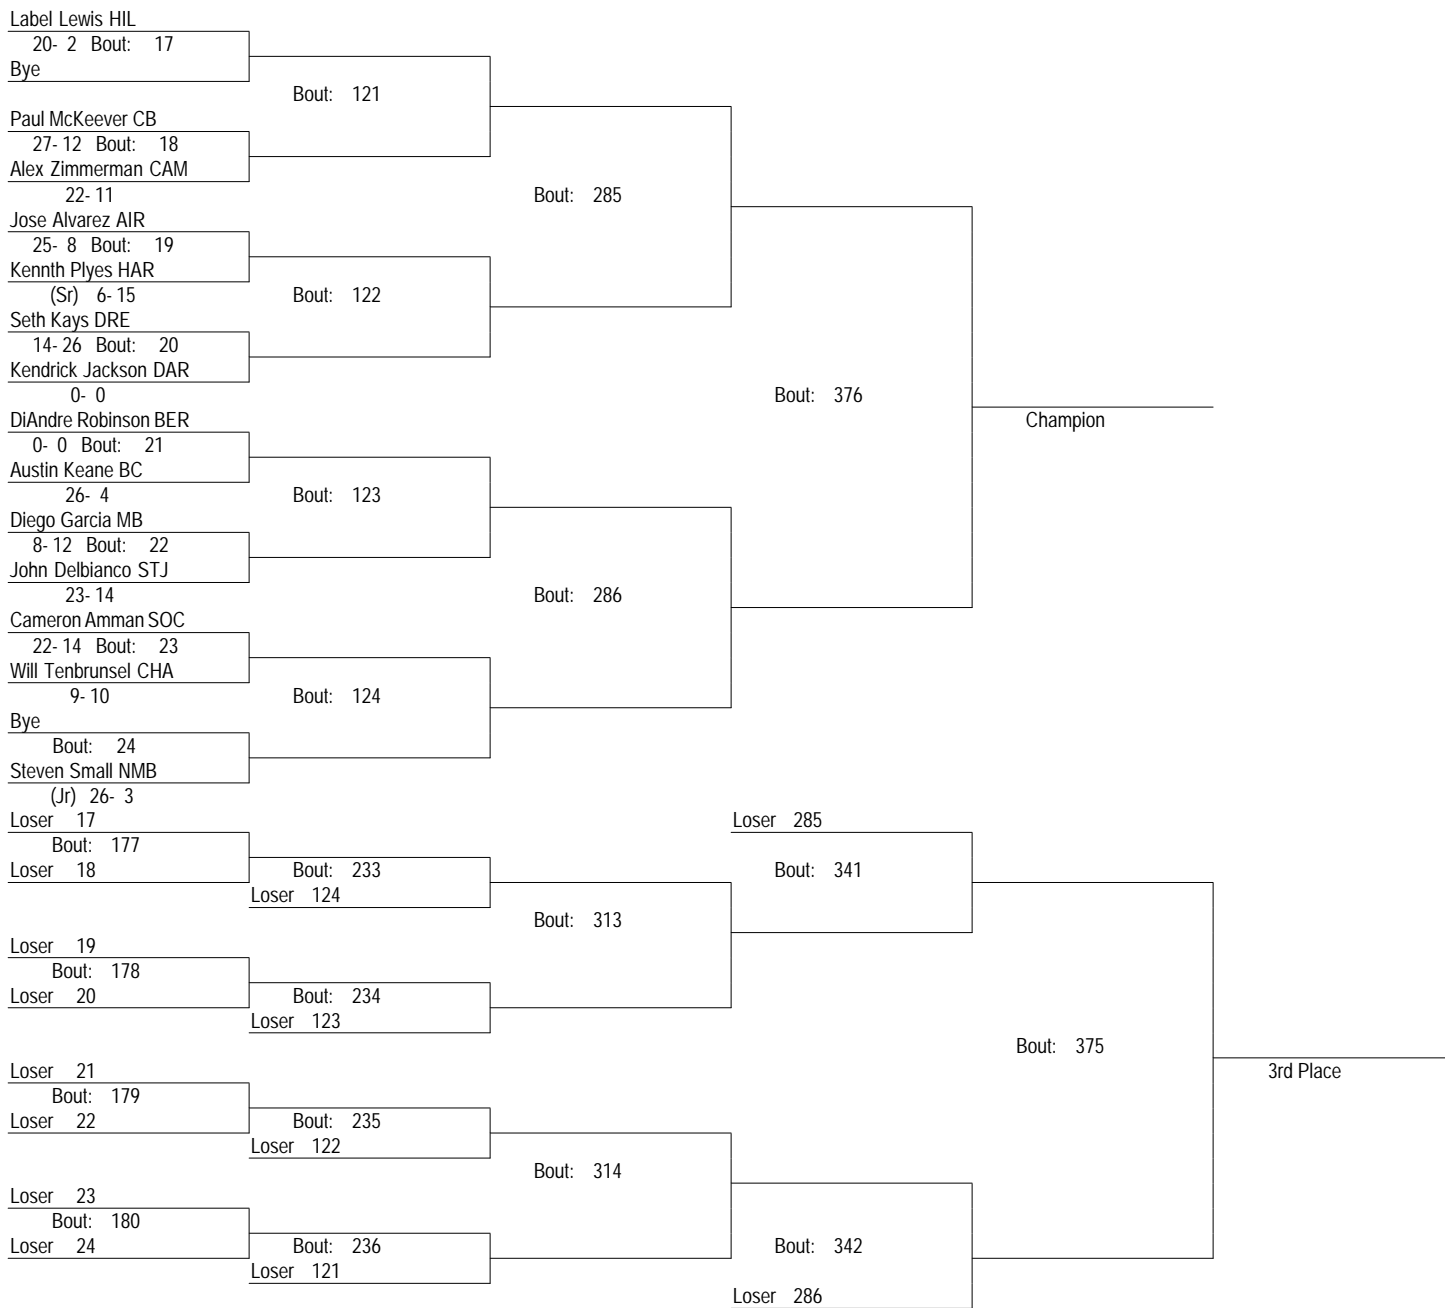 Label Lewis HIL
20- 2 Bout: 17
Bye
Bout: 121
Paul McKeever CB
27- 12 Bout: 18
Alex Zimmerman CAM
22- 11
Bout: 285
Jose Alvarez AIR
25- 8 Bout: 19
Kennth Plyes HAR
(Sr) 6- 15
Bout: 122
Seth Kays DRE
14- 26 Bout: 20
Kendrick Jackson DAR
0- 0
Bout: 376
DiAndre Robinson BER
Champion
0- 0 Bout: 21
Austin Keane BC
26- 4
Bout: 123
Diego Garcia MB
8- 12 Bout: 22
John Delbianco STJ
23- 14
Bout: 286
Cameron Amman SOC
22- 14 Bout: 23
Will Tenbrunsel CHA
9- 10
Bout: 124
Bye
Bout: 24
Steven Small NMB
(Jr) 26- 3
Loser 17
Loser 285
Bout: 177
Loser 18
Bout: 233
Bout: 341
Loser 124
Bout: 313
Loser 19
Bout: 178
Loser 20
Bout: 234
Loser 123
Bout: 375
Loser 21
3rd Place
Bout: 179
Loser 22
Bout: 235
Loser 122
Bout: 314
Loser 23
Bout: 180
Loser 24
Bout: 236
Bout: 342
Loser 121
Loser 286